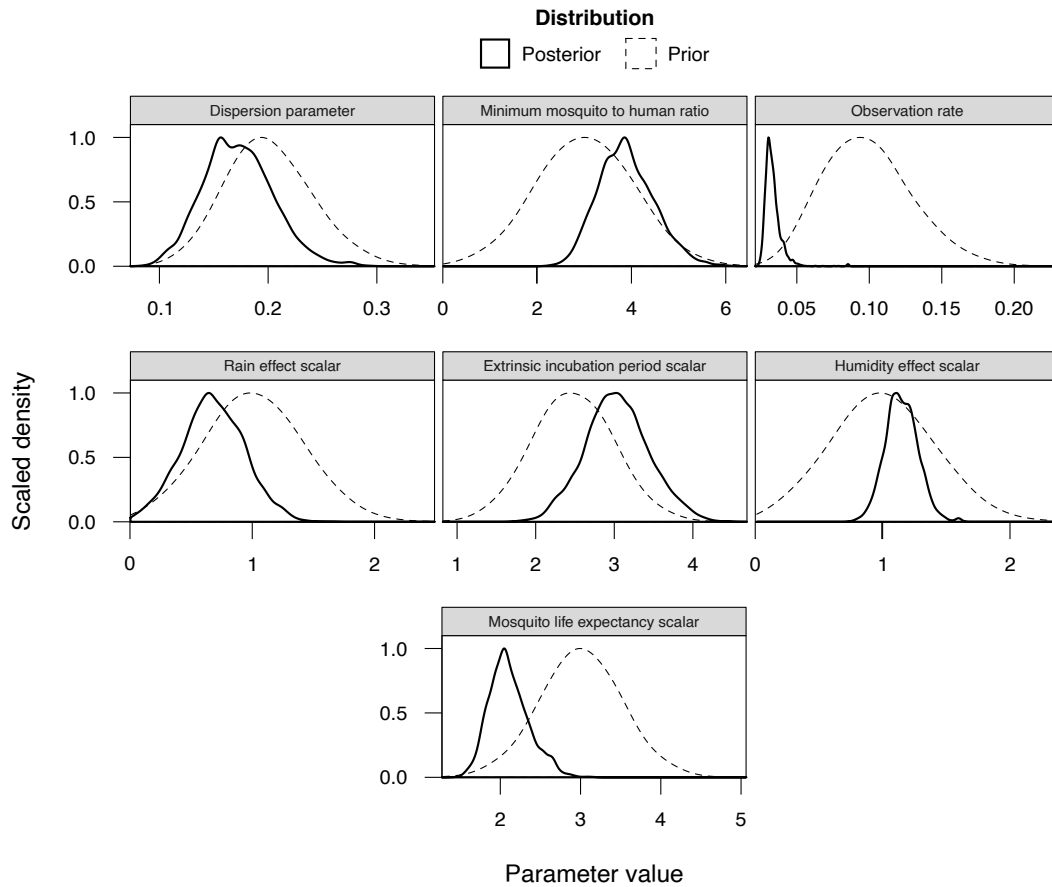 Distribution
Posterior Prior
Dispersion parameter Minimum mosquito to human ratio Observation rate
1.0
0.5
0.0
0.1 0.2 0.3 0 2 4 6 0.05 0.10 0.15 0.20
Rain effect scalar Extrinsic incubation period scalar Humidity effect scalar
1.0
0.5
0.0
0 1 2 1 2 3 4 0 1 2
Scaled density
Mosquito life expectancy scalar
1.0
0.5
0.0
2 3 4 5
Parameter value